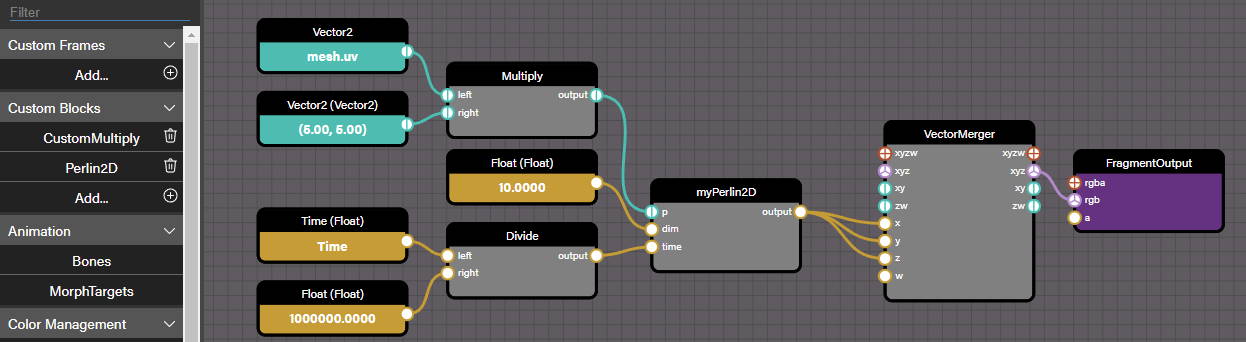 Filter
Custom Frames
Add...
Custom Blocks
CustomMultiply
Perlin2D
Add...
Animation
Bones
MorphTargets
Color Management
Vector2
mesh.uv
Vector2 (Vector2)
(5.00, 5.00)
Time (Float)
Time
Float (Float)
1000000.0000
Multiply
left output
right
Float (Float)
10.0000
Divide
left output
right
myPerlin2D
p output
dim
time
VectorMerger
xyzw xyzw
xyz xyz
xy xy
zw zw
x
y
z
w
FragmentOutput
rgba
rgb
a